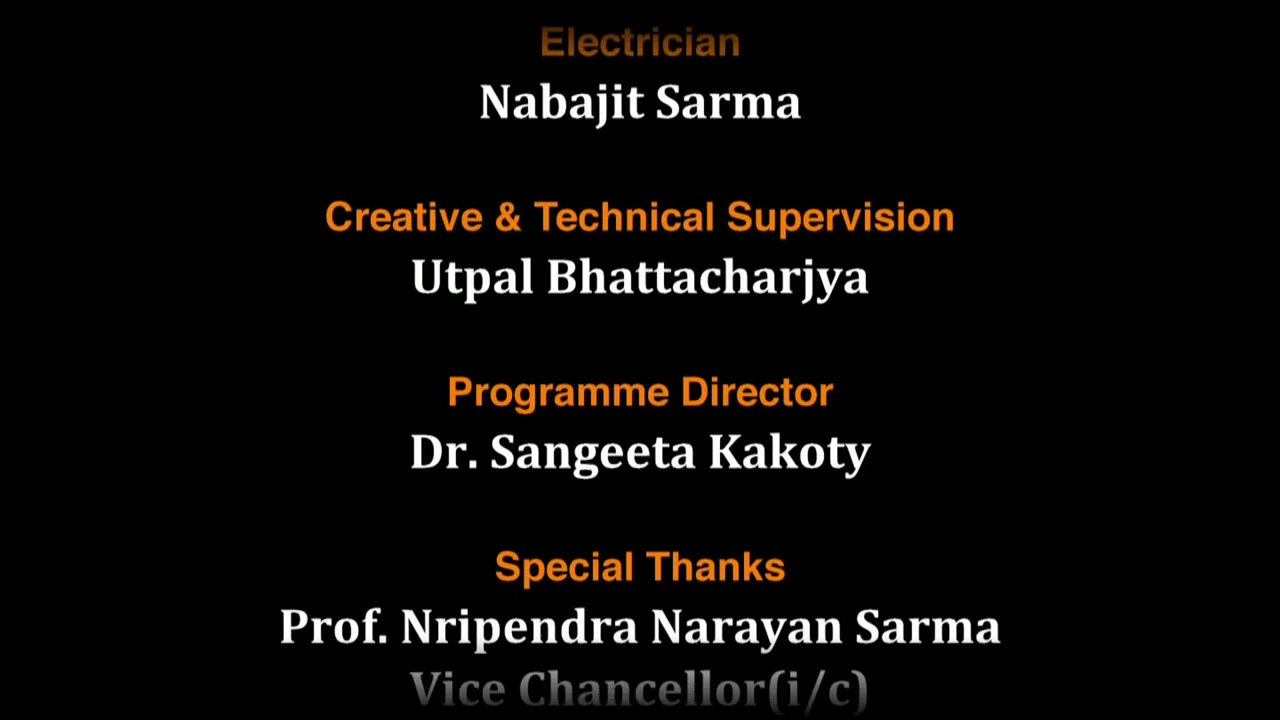 Electrician
Nabajit Sarma
Creative & Technical Supervision
Utpal Bhattacharjya
Programme Director
Dr. Sangeeta Kakoty
Special Thanks
Prof. Nripendra Narayan Sarma
Vice Chancellor(i/c)